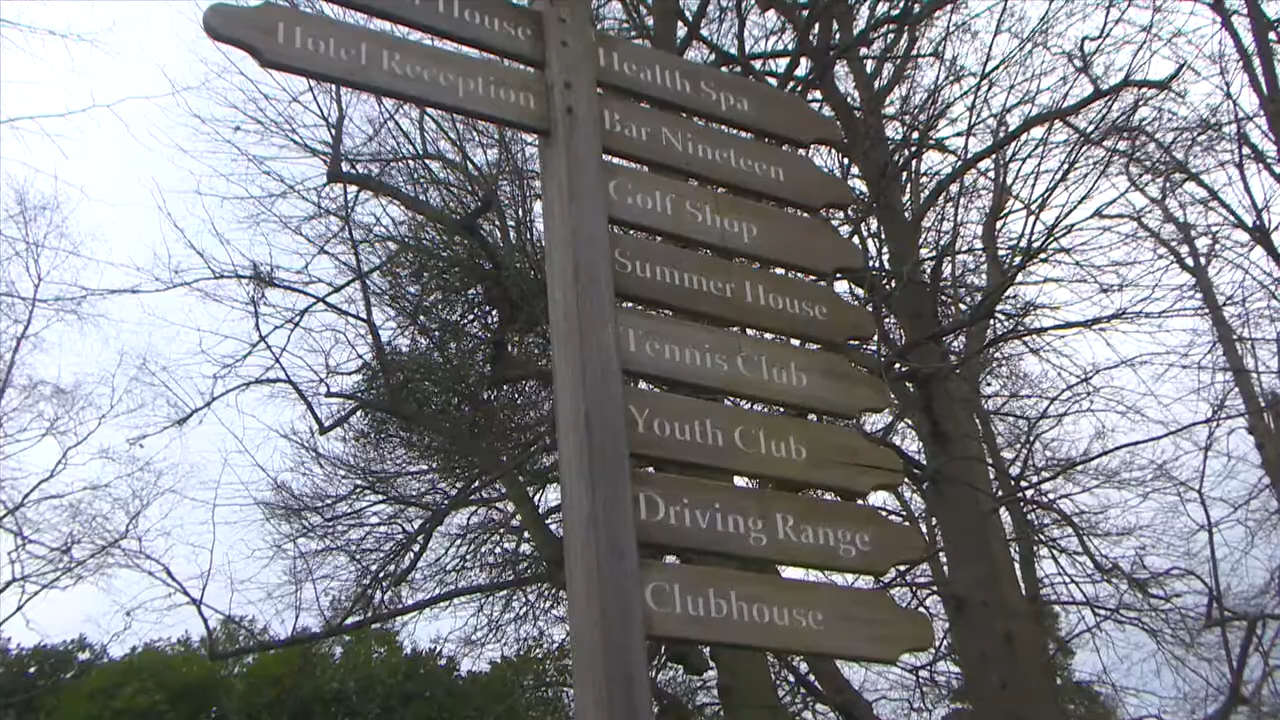 House
Hotel Reception
Health Spa
Bar Nineteen
Golf Shop
Summer House
Tennis Club
Youth Club
Driving Range
Clubhouse